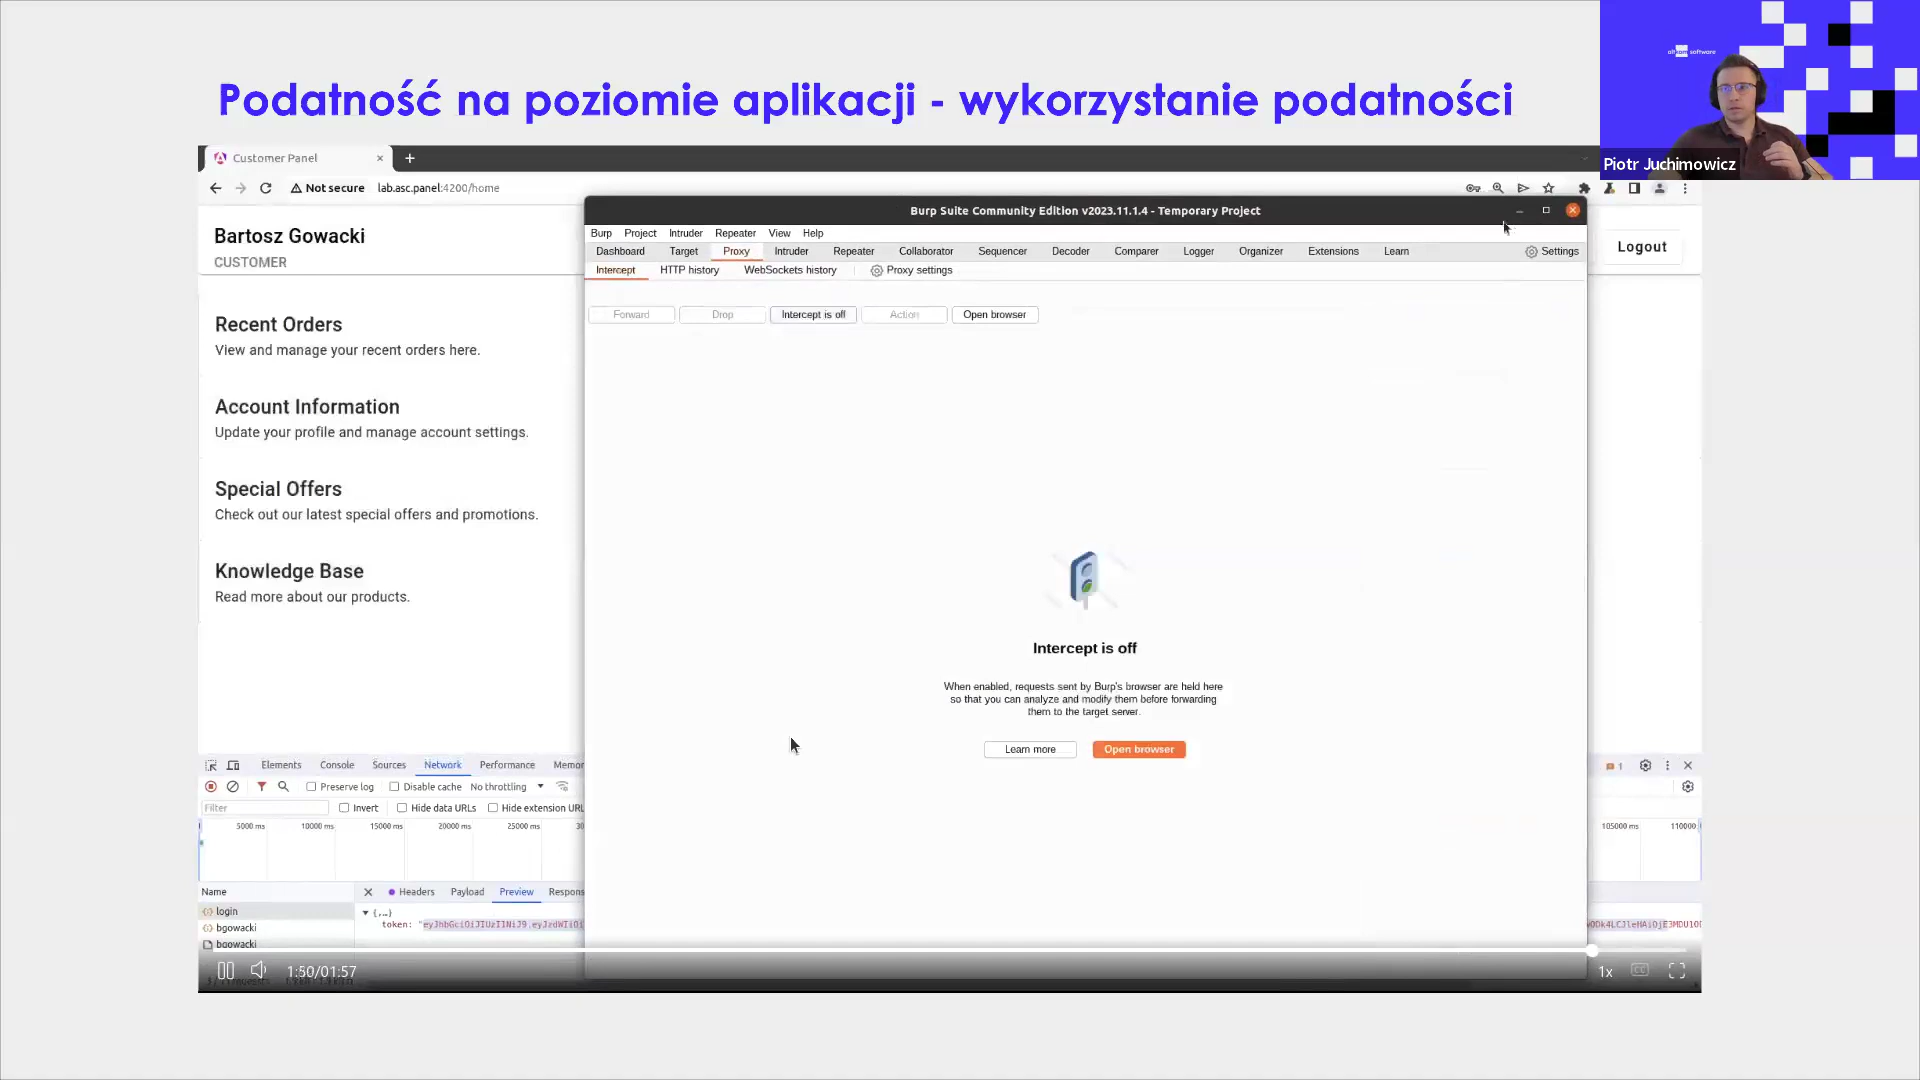 Podatność na poziomie aplikacji - wykorzystanie podatności
Piotr Juchimowicz
Customer Panel
Not secure lab.asc.panel:4200/home
Bartosz Gowacki
CUSTOMER
Logout
Recent Orders
View and manage your recent orders here.
Account Information
Update your profile and manage account settings.
Special Offers
Check out our latest special offers and promotions.
Knowledge Base
Read more about our products.
Burp Suite Community Edition v2023.11.1.4 - Temporary Project
Burp Project Intruder Repeater View Help
Dashboard Target Proxy Intruder Repeater Collaborator Sequencer Decoder Comparer Logger Organizer Extensions Learn Settings
Intercept HTTP history WebSockets history Proxy settings
Forward Drop Intercept is off Action Open browser
Intercept is off
When enabled, requests sent by Burp's browser are held here
so that you can analyze and modify them before forwarding
them to the target server.
Learn more Open browser
Elements Console Sources Network Performance Memor 1
Preserve log Disable cache No throttling
Filter Invert Hide data URLs Hide extension URL
5000 ms 10000 ms 15000 ms 20000 ms 25000 ms 30 105000 ms 110000
Name Headers Payload Preview Respons
login {,…}
token:
bgowacki
bgowacki
1:50/01:57 1x